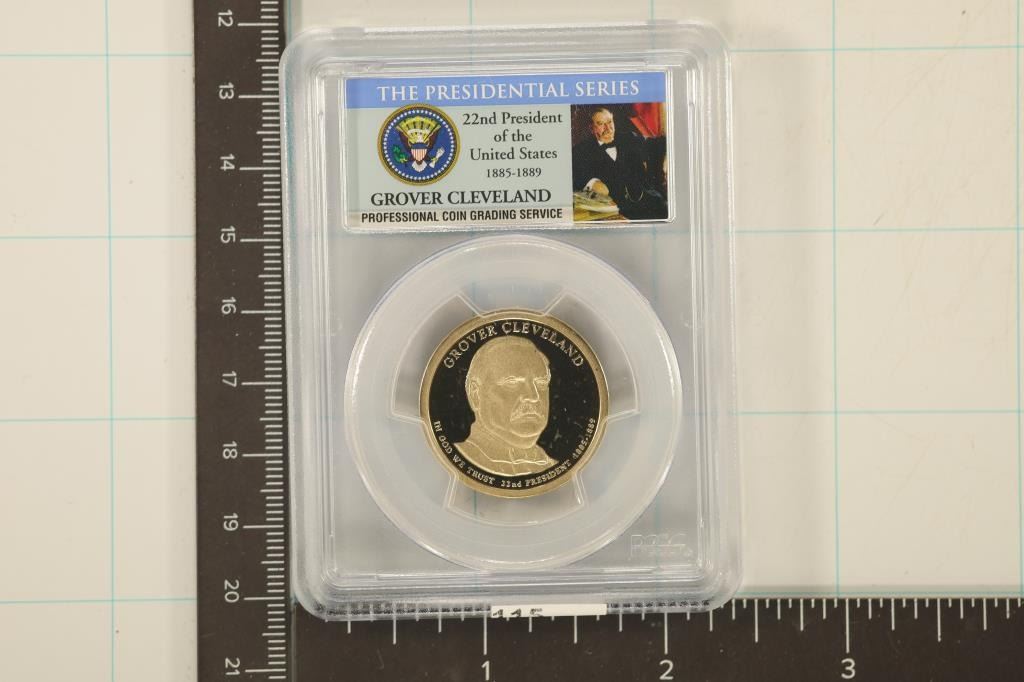 THE PRESIDENTIAL SERIES
22nd President
of the
United States
1885-1889
GROVER CLEVELAND
PROFESSIONAL COIN GRADING SERVICE
GROVER CLEVELAND
IN GOD WE TRUST 22nd PRESIDENT 1885-1889
PCGS
12
13
14
15
16
17
18
19
20
21
1 2 3